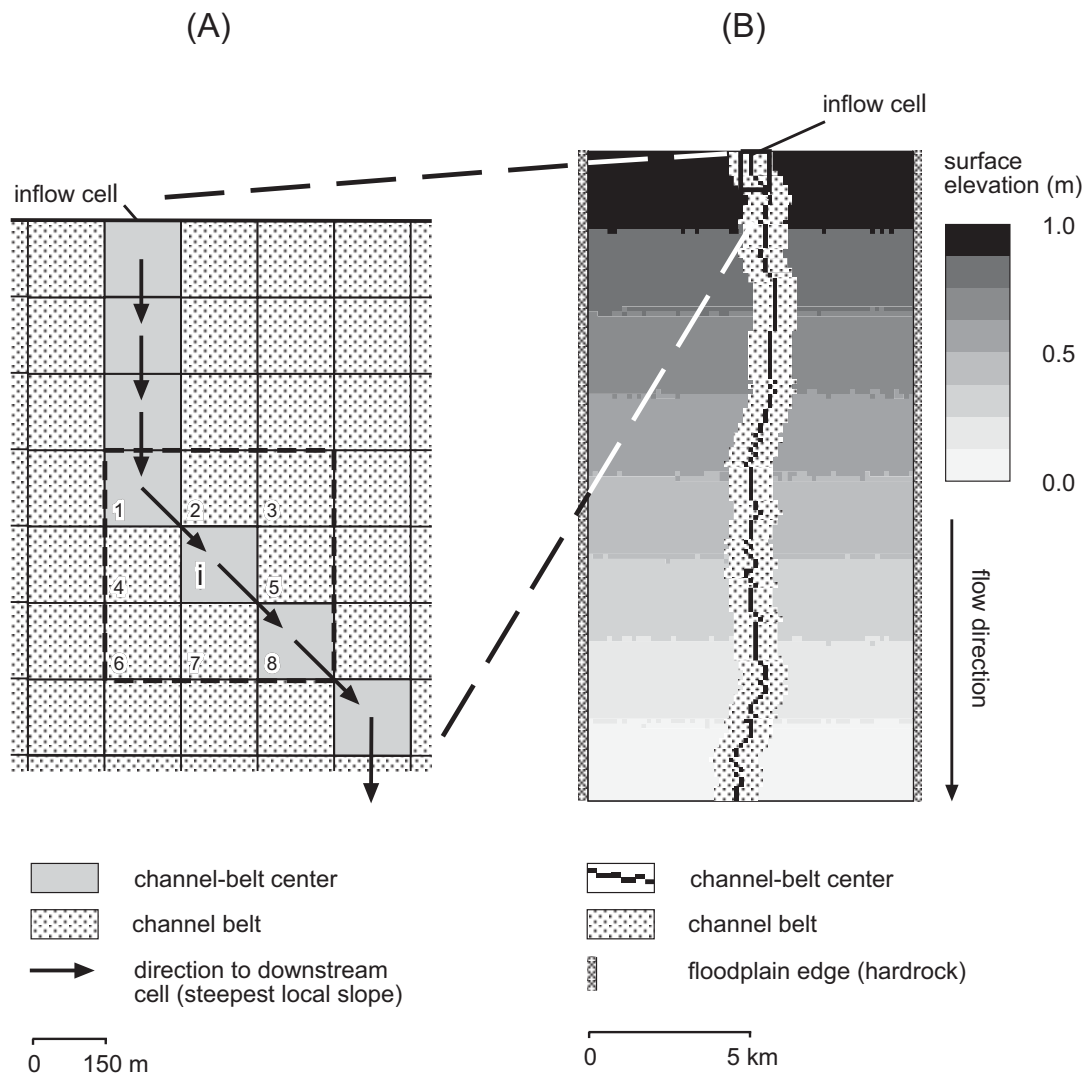 (A)
(B)
inflow cell
inflow cell
surface
elevation (m)
1.0
0.5
0.0
flow direction
1
2
3
4
i
5
6
7
8
channel-belt center
channel belt
direction to downstream
cell (steepest local slope)
0 150 m
channel-belt center
channel belt
floodplain edge (hardrock)
0 5 km